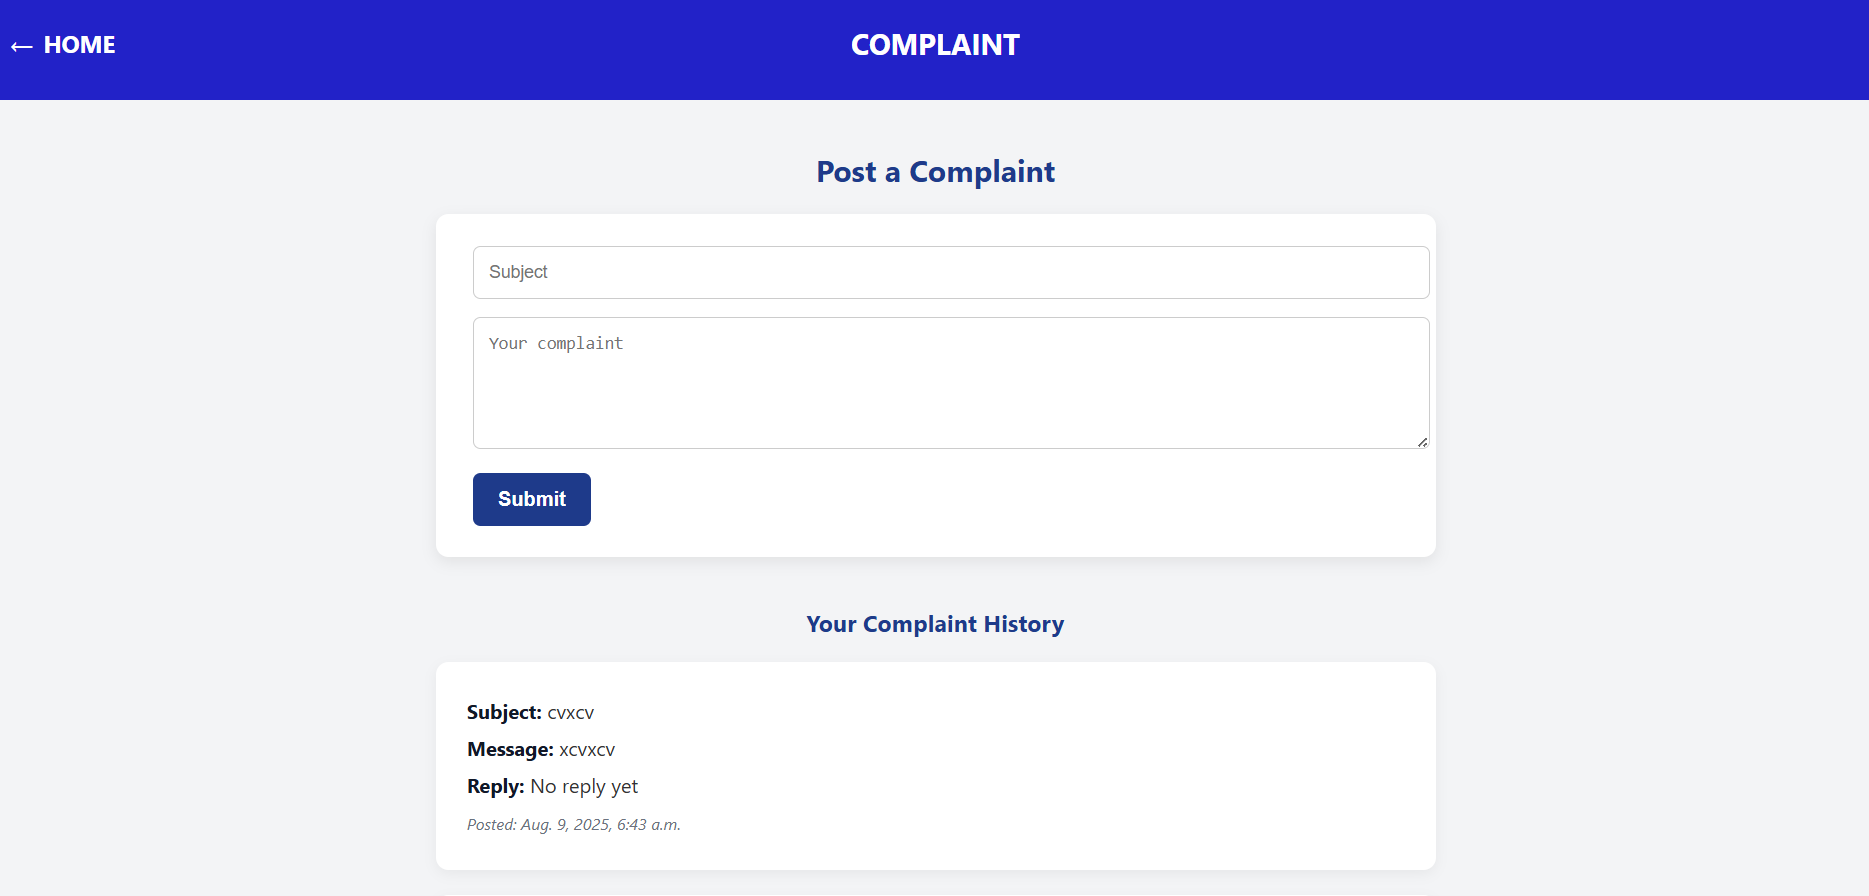 ← HOME
COMPLAINT
Post a Complaint
Subject
Your complaint
Submit
Your Complaint History
Subject: cvxcv
Message: xcvxcv
Reply: No reply yet
Posted: Aug. 9, 2025, 6:43 a.m.